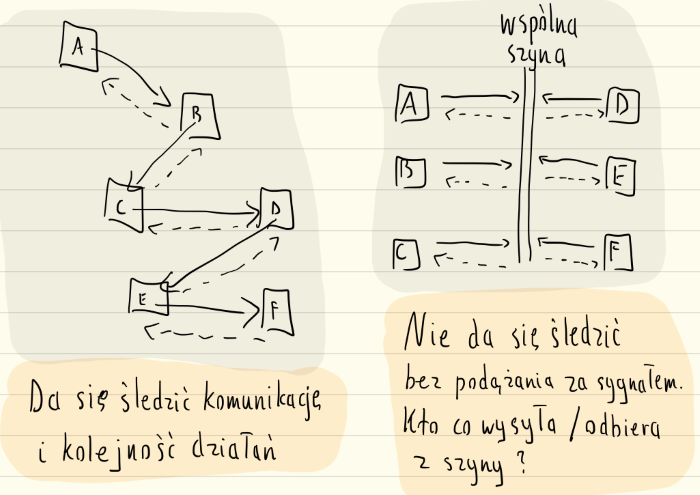 A
B
C
D
E
F
Da się śledzić komunikację
i kolejność działań
wspólna
szyna
A
D
B
E
C
F
Nie da się śledzić
bez podążania za sygnałem.
Kto co wysyła / odbiera
z szyny ?